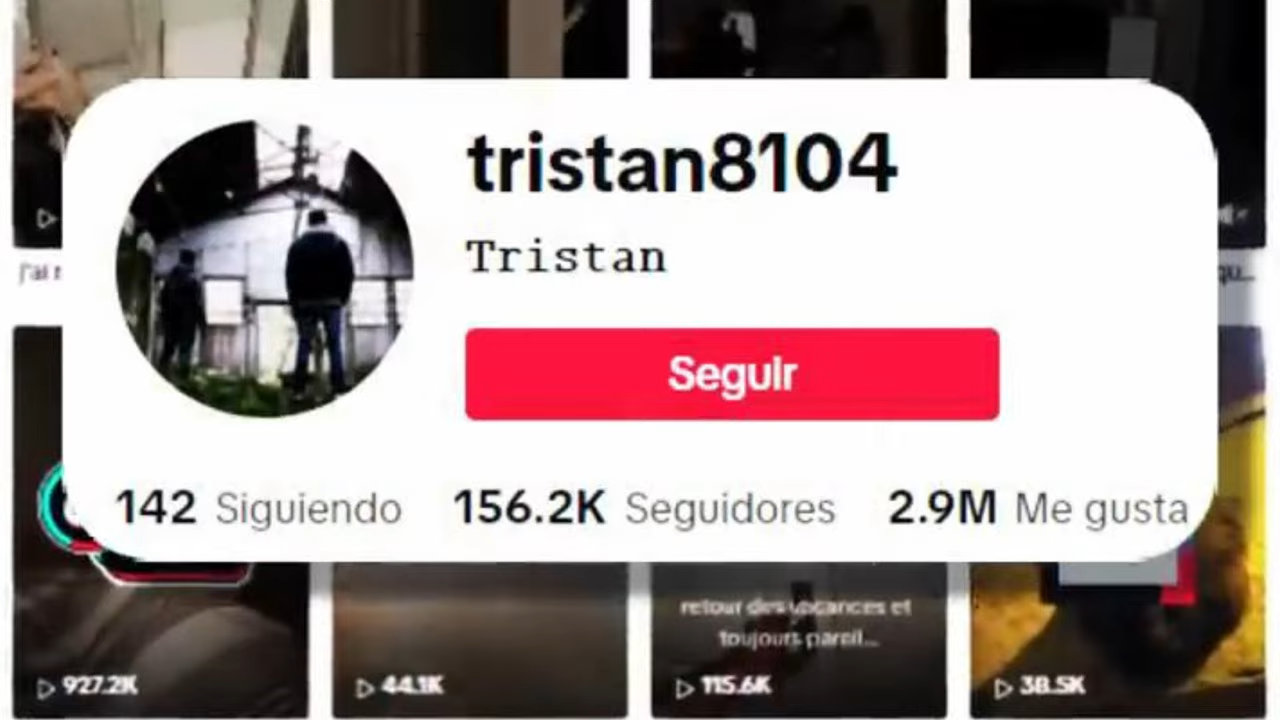 tristan8104
Tristan
Seguir
142 Siguiendo 156.2K Seguidores 2.9M Me gusta
retour des vacances et
toujours pareil...
927.2K 44.1K 115.6K 38.5K